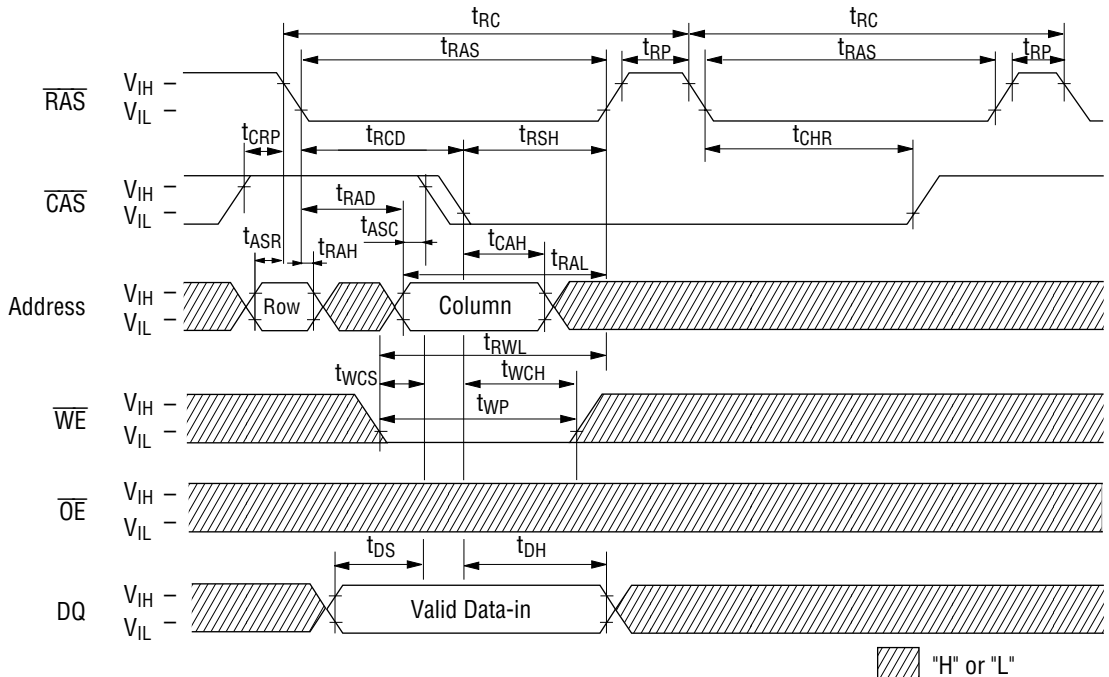 tRC tRC
tRAS tRP tRAS tRP
RAS VIH
VIL
tCRP tRCD tRSH tCHR
CAS VIH
VIL
tRAD
tASR tRAH tASC tCAH tRAL
Address VIH Row Column
VIL
tRWL
tWCS tWCH
tWP
WE VIH
VIL
OE VIH
VIL
tDS tDH
DQ VIH Valid Data-in
VIL
"H" or "L"